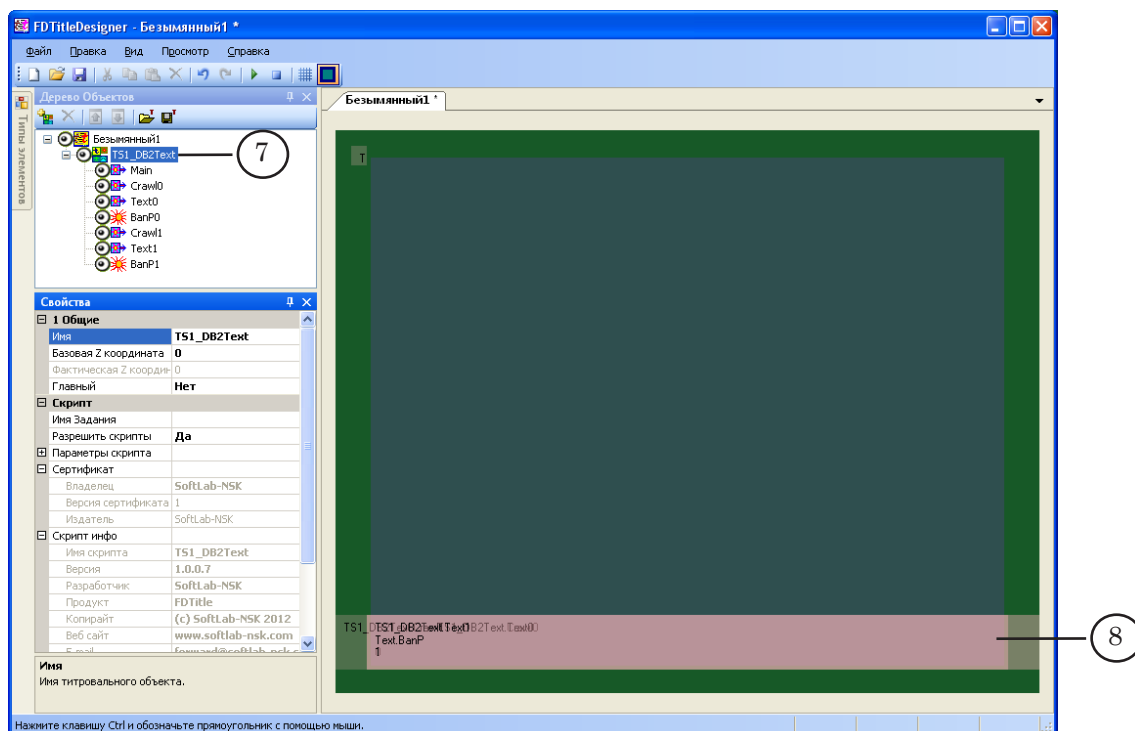 FDTitleDesigner - Безымянный1 *
Файл Правка Вид Просмотр Справка
Типы элементов
Дерево Объектов
Безымянный1
TS1_DB2Text
Main
Crawl0
Text0
BanP0
Crawl1
Text1
BanP1
7
Свойства
1 Общие
Имя TS1_DB2Text
Базовая Z координата 0
Фактическая Z координ 0
Главный Нет
Скрипт
Имя Задания
Разрешить скрипты Да
Параметры скрипта
Сертификат
Владелец SoftLab-NSK
Версия сертификата 1
Издатель SoftLab-NSK
Скрипт инфо
Имя скрипта TS1_DB2Text
Версия 1.0.0.7
Разработчик SoftLab-NSK
Продукт FDTitle
Копирайт (c) SoftLab-NSK 2012
Веб сайт www.softlab-nsk.com
Имя
Имя титровального объекта.
Безымянный1 *
T
Text.BanP
1
8
Нажмите клавишу Ctrl и обозначьте прямоугольник с помощью мыши.